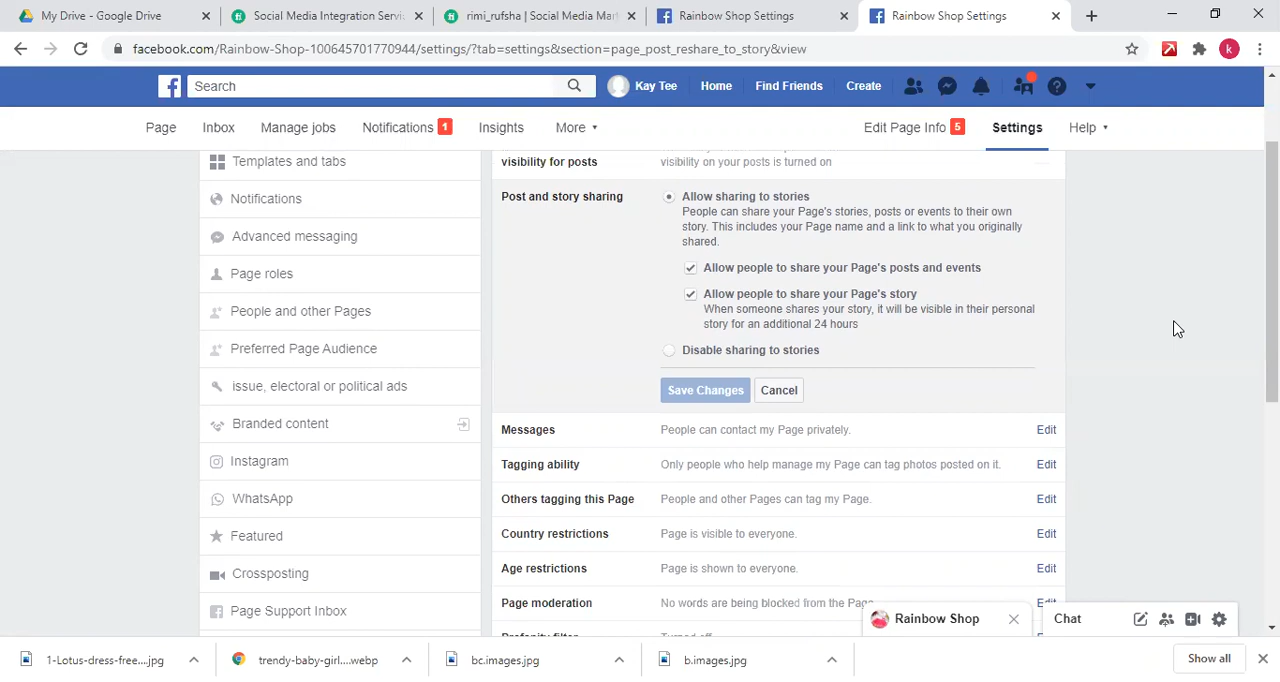 My Drive - Google Drive
Social Media Integration Servic
rimi_rufsha | Social Media Mar
Rainbow Shop Settings
Rainbow Shop Settings
facebook.com/Rainbow-Shop-100645701770944/settings/?tab=settings&section=page_post_reshare_to_story&view
k
Search
Kay Tee
Home
Find Friends
Create
Page
Inbox
Manage jobs
Notifications 1
Insights
More
Edit Page Info 5
Settings
Help
Templates and tabs
Notifications
Advanced messaging
Page roles
People and other Pages
Preferred Page Audience
issue, electoral or political ads
Branded content
Instagram
WhatsApp
Featured
Crossposting
Page Support Inbox
visibility for posts
visibility on your posts is turned on
Post and story sharing
Allow sharing to stories
People can share your Page's stories, posts or events to their own
story. This includes your Page name and a link to what you originally
shared.
Allow people to share your Page's posts and events
Allow people to share your Page's story
When someone shares your story, it will be visible in their personal
story for an additional 24 hours
Disable sharing to stories
Save Changes
Cancel
Messages
People can contact my Page privately.
Edit
Tagging ability
Only people who help manage my Page can tag photos posted on it.
Edit
Others tagging this Page
People and other Pages can tag my Page.
Edit
Country restrictions
Page is visible to everyone.
Edit
Age restrictions
Page is shown to everyone.
Edit
Page moderation
No words are being blocked from the Page.
Edit
Profanity filter
Turned off
Rainbow Shop
Chat
1-Lotus-dress-free....jpg
trendy-baby-girl....webp
bc.images.jpg
b.images.jpg
Show all